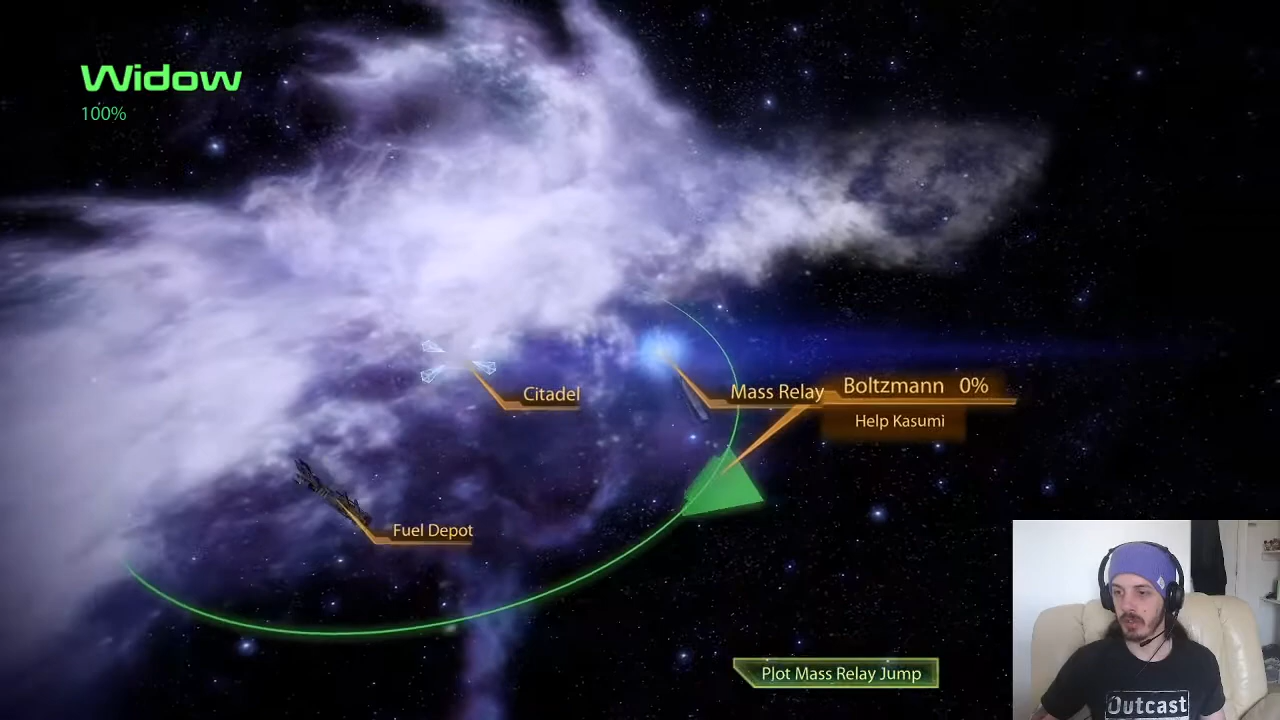 Widow
100%
Boltzmann 0%
Citadel
Mass Relay
Help Kasumi
Fuel Depot
Plot Mass Relay Jump
Outcast